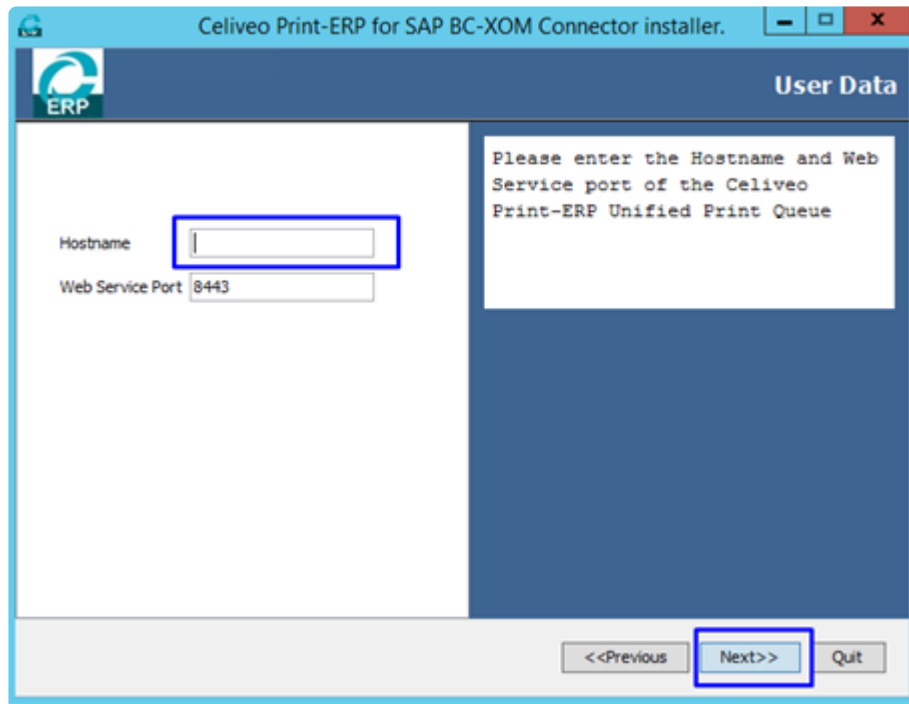 Celiveo Print-ERP for SAP BC-XOM Connector installer.
ERP
User Data
Please enter the Hostname and Web
Service port of the Celiveo
Print-ERP Unified Print Queue
Hostname
Web Service Port 8443
<<Previous Next>> Quit